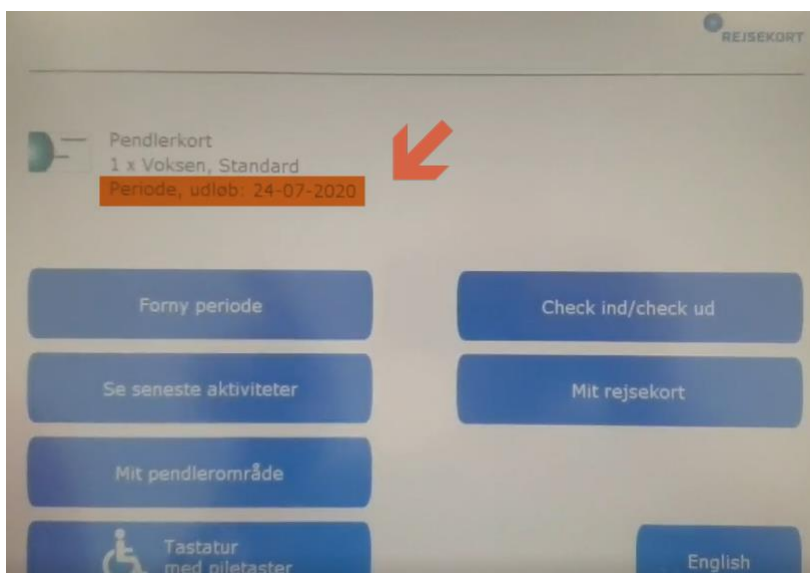 REJSEKORT
Pendlerkort
1 x Voksen, Standard
Periode, udløb: 24-07-2020
Forny periode
Check ind/check ud
Se seneste aktiviteter
Mit rejsekort
Mit pendlerområde
Tastatur
med piletaster
English